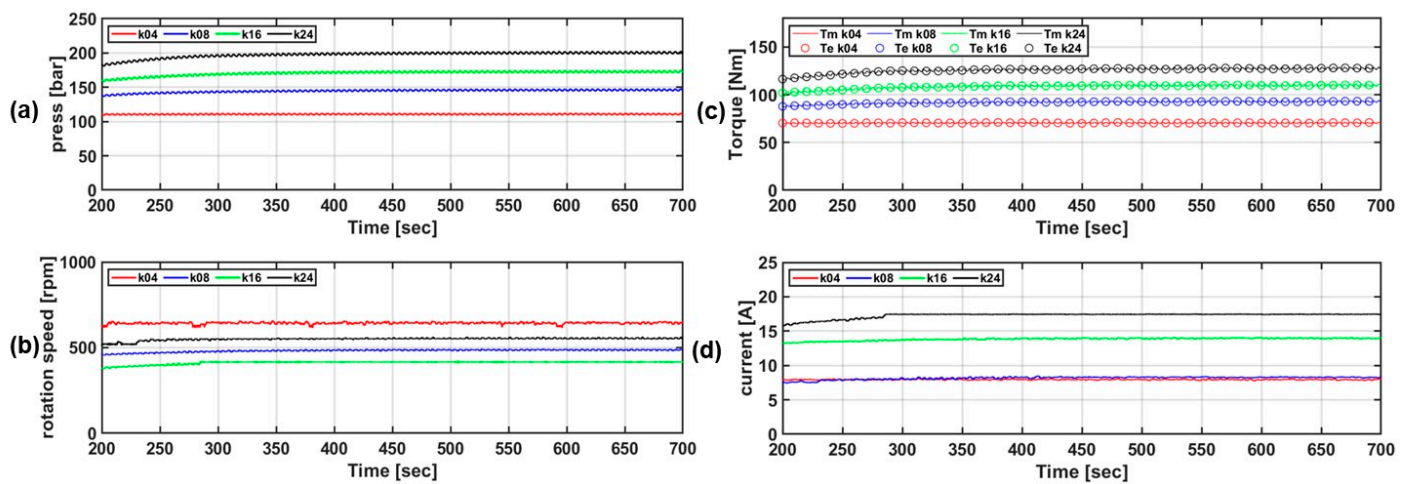 (a)
press [bar]
250
200
150
100
50
0
k04 k08 k16 k24
200 250 300 350 400 450 500 550 600 650 700
Time [sec]
(b)
rotation speed [rpm]
1000
500
0
k04 k08 k16 k24
200 250 300 350 400 450 500 550 600 650 700
Time [sec]
(c)
Torque [Nm]
150
100
50
0
Tm k04 Tm k08 Tm k16 Tm k24
Te k04 Te k08 Te k16 Te k24
200 250 300 350 400 450 500 550 600 650 700
Time [sec]
(d)
current [A]
25
20
15
10
5
0
k04 k08 k16 k24
200 250 300 350 400 450 500 550 600 650 700
Time [sec]